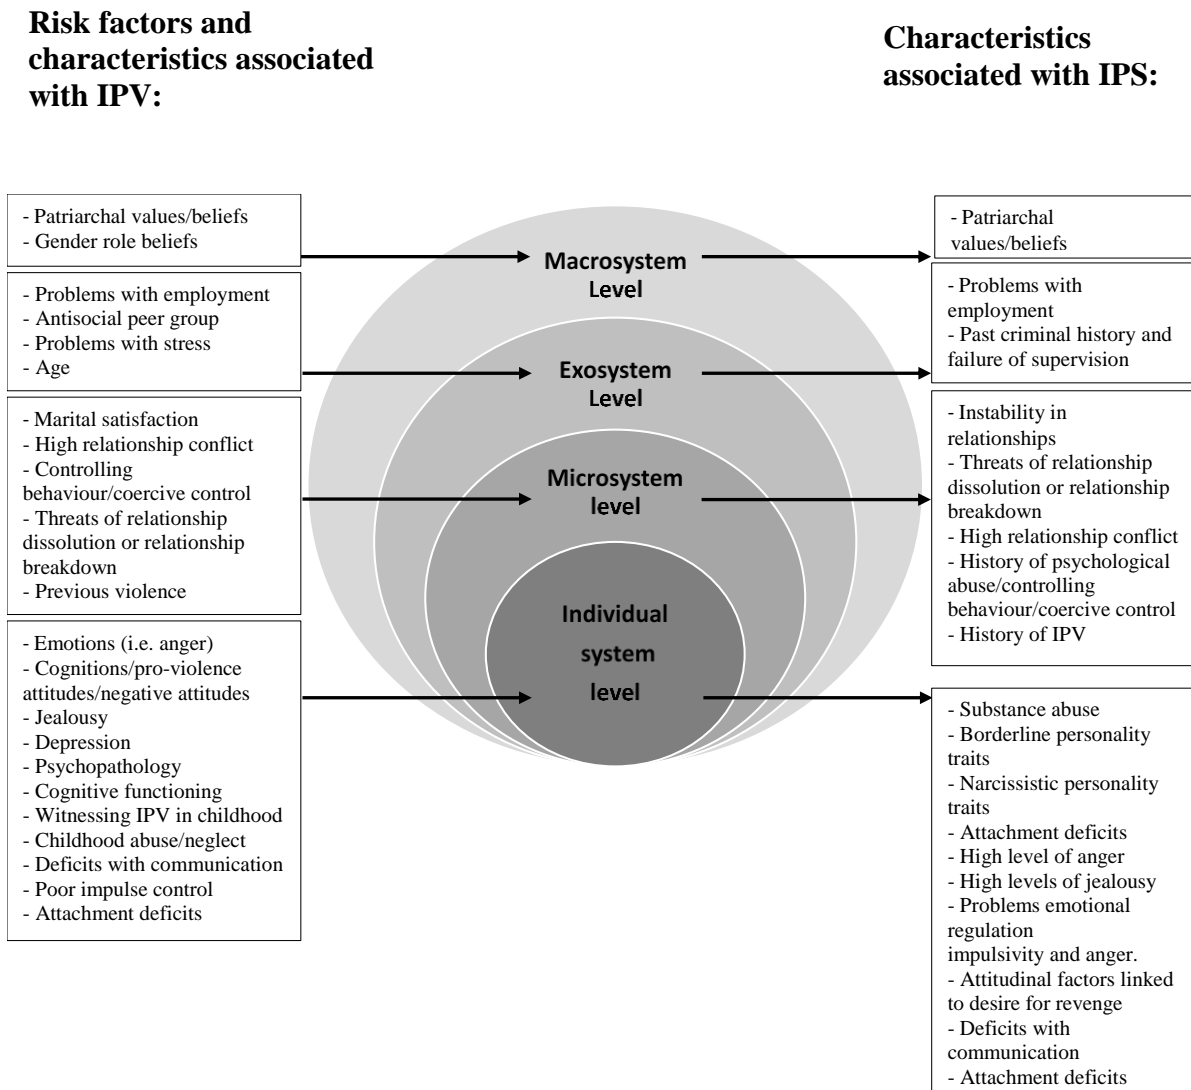 Risk factors and
characteristics associated
with IPV:
Characteristics
associated with IPS:
- Patriarchal values/beliefs
- Gender role beliefs
- Problems with employment
- Antisocial peer group
- Problems with stress
- Age
- Marital satisfaction
- High relationship conflict
- Controlling
behaviour/coercive control
- Threats of relationship
dissolution or relationship
breakdown
- Previous violence
- Emotions (i.e. anger)
- Cognitions/pro-violence
attitudes/negative attitudes
- Jealousy
- Depression
- Psychopathology
- Cognitive functioning
- Witnessing IPV in childhood
- Childhood abuse/neglect
- Deficits with communication
- Poor impulse control
- Attachment deficits
Macrosystem
Level
Exosystem
Level
Microsystem
level
Individual
system
level
- Patriarchal
values/beliefs
- Problems with
employment
- Past criminal history and
failure of supervision
- Instability in
relationships
- Threats of relationship
dissolution or relationship
breakdown
- High relationship conflict
- History of psychological
abuse/controlling
behaviour/coercive control
- History of IPV
- Substance abuse
- Borderline personality
traits
- Narcissistic personality
traits
- Attachment deficits
- High level of anger
- High levels of jealousy
- Problems emotional
regulation
impulsivity and anger.
- Attitudinal factors linked
to desire for revenge
- Deficits with
communication
- Attachment deficits